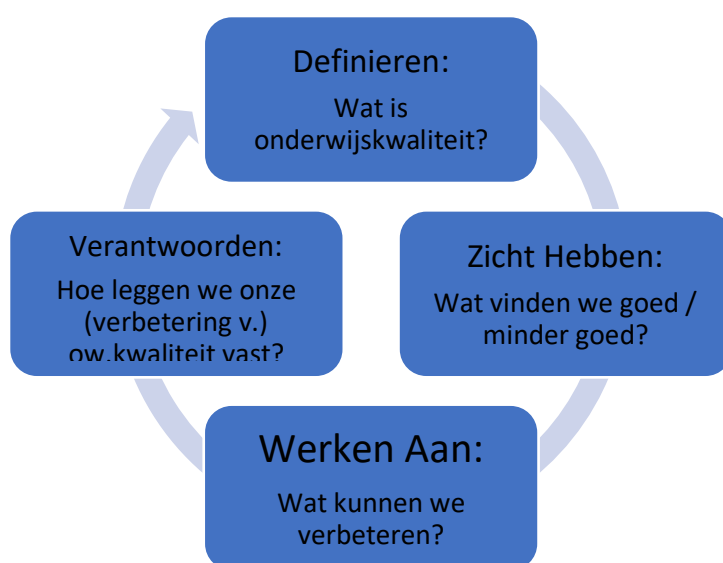 Definieren:
Wat is
onderwijskwaliteit?
Zicht Hebben:
Wat vinden we goed /
minder goed?
Werken Aan:
Wat kunnen we
verbeteren?
Verantwoorden:
Hoe leggen we onze
(verbetering v.)
ow.kwaliteit vast?